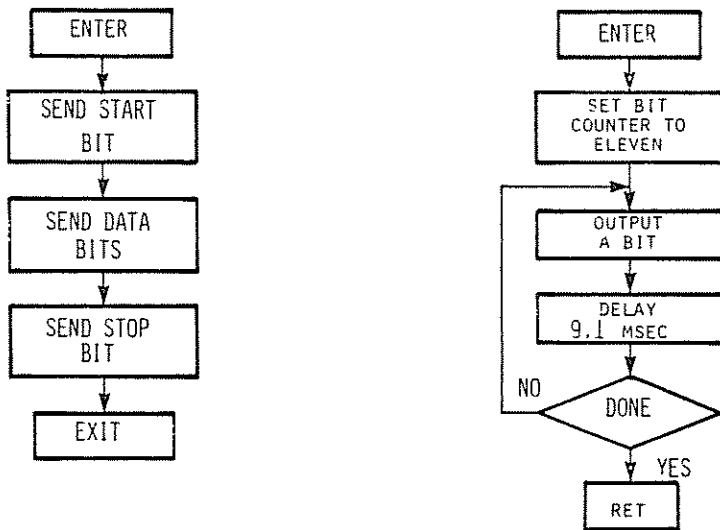 ENTER
SEND START
BIT
SEND DATA
BITS
SEND STOP
BIT
EXIT
ENTER
SET BIT
COUNTER TO
ELEVEN
OUTPUT
A BIT
DELAY
9.1 MSEC
NO
DONE
YES
RET